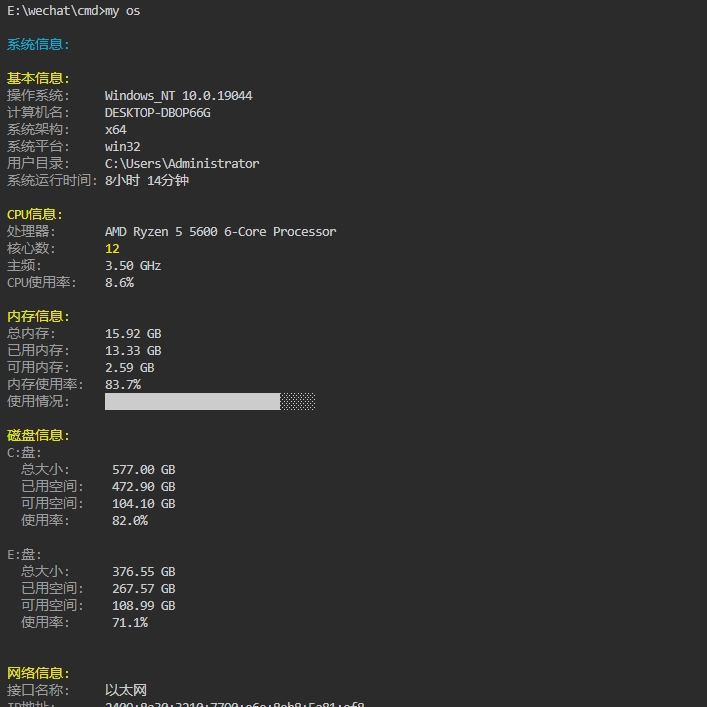 E:\wechat\cmd>my os
系统信息:
基本信息:
操作系统: Windows_NT 10.0.19044
计算机名: DESKTOP-DBOP66G
系统架构: x64
系统平台: win32
用户目录: C:\Users\Administrator
系统运行时间: 8小时 14分钟
CPU信息:
处理器: AMD Ryzen 5 5600 6-Core Processor
核心数: 12
主频: 3.50 GHz
CPU使用率: 8.6%
内存信息:
总内存: 15.92 GB
已用内存: 13.33 GB
可用内存: 2.59 GB
内存使用率: 83.7%
使用情况:
磁盘信息:
C:盘:
总大小: 577.00 GB
已用空间: 472.90 GB
可用空间: 104.10 GB
使用率: 82.0%
E:盘:
总大小: 376.55 GB
已用空间: 267.57 GB
可用空间: 108.99 GB
使用率: 71.1%
网络信息:
接口名称: 以太网